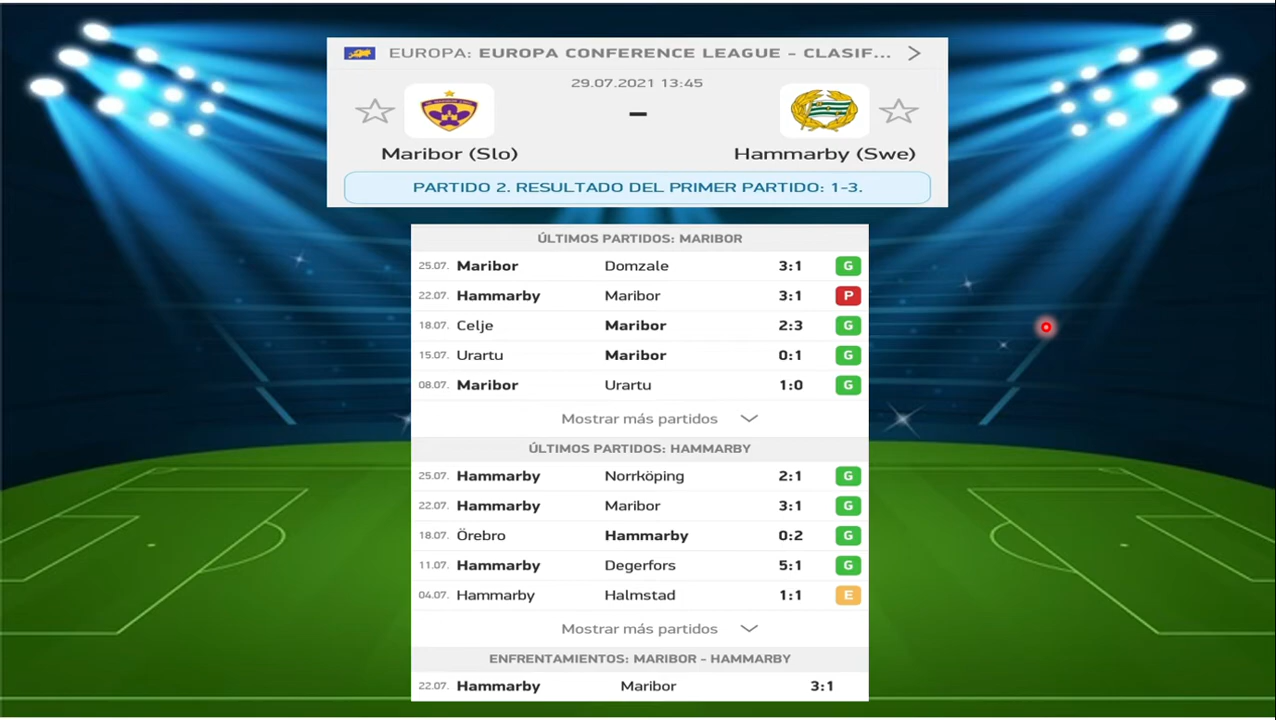 EUROPA: EUROPA CONFERENCE LEAGUE - CLASIF...
29.07.2021 13:45
-
Maribor (Slo) Hammarby (Swe)
PARTIDO 2. RESULTADO DEL PRIMER PARTIDO: 1-3.
ÚLTIMOS PARTIDOS: MARIBOR
25.07. Maribor Domzale 3:1 G
22.07. Hammarby Maribor 3:1 P
18.07. Celje Maribor 2:3 G
15.07. Urartu Maribor 0:1 G
08.07. Maribor Urartu 1:0 G
Mostrar más partidos
ÚLTIMOS PARTIDOS: HAMMARBY
25.07. Hammarby Norrköping 2:1 G
22.07. Hammarby Maribor 3:1 G
18.07. Örebro Hammarby 0:2 G
11.07. Hammarby Degerfors 5:1 G
04.07. Hammarby Halmstad 1:1 E
Mostrar más partidos
ENFRENTAMIENTOS: MARIBOR - HAMMARBY
22.07. Hammarby Maribor 3:1